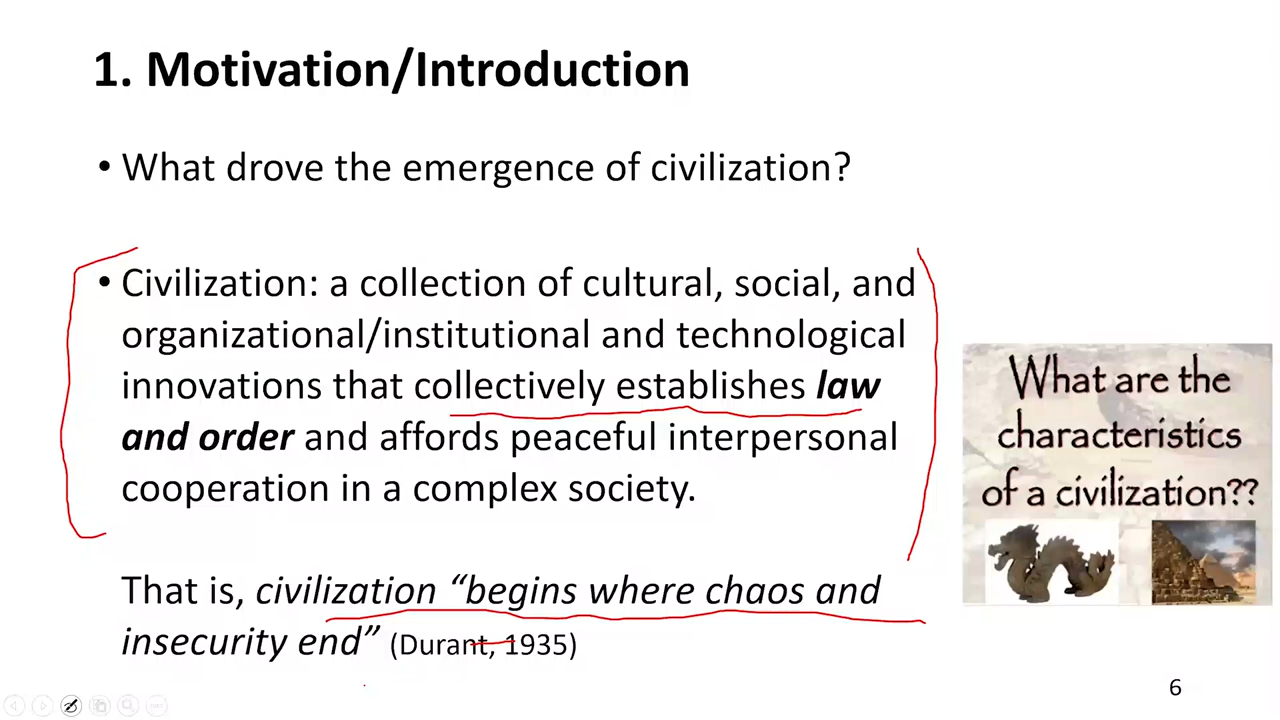 1. Motivation/Introduction
• What drove the emergence of civilization?
• Civilization: a collection of cultural, social, and
organizational/institutional and technological
innovations that collectively establishes law
and order and affords peaceful interpersonal
cooperation in a complex society.
That is, civilization “begins where chaos and
insecurity end” (Durant, 1935)
What are the
characteristics
of a civilization??
6